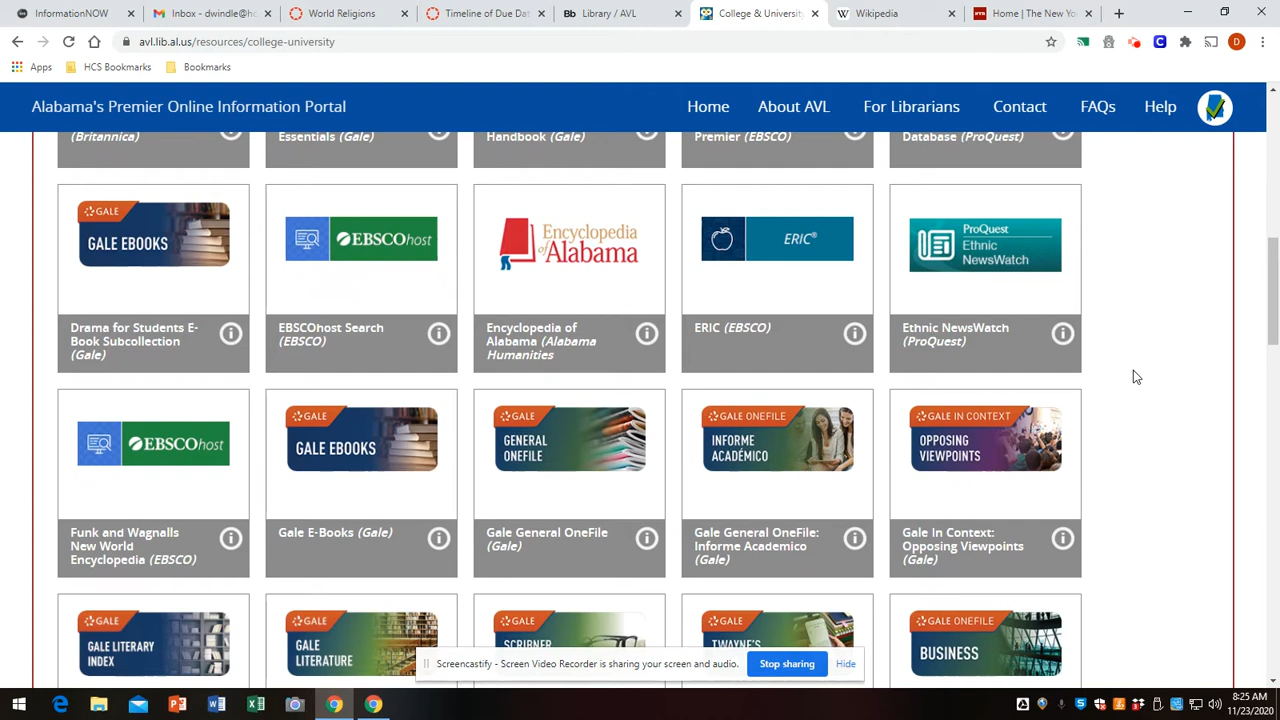 InformationNOW
Inbox - dwindle@h
World Religions
Timeline of Due Dat
Bb Library / AVL
College & University
W Wikipedia
Home | The New Yo
avl.lib.al.us/resources/college-university
D
Apps
HCS Bookmarks
Bookmarks
Alabama's Premier Online Information Portal
Home
About AVL
For Librarians
Contact
FAQs
Help
(Britannica)
Essentials (Gale)
Handbook (Gale)
Premier (EBSCO)
Database (ProQuest)
GALE
GALE EBOOKS
EBSCOhost
Encyclopedia
of Alabama
ERIC®
ProQuest
Ethnic
NewsWatch
Drama for Students E-
Book Subcollection
(Gale)
EBSCOhost Search
(EBSCO)
Encyclopedia of
Alabama (Alabama
Humanities
ERIC (EBSCO)
Ethnic NewsWatch
(ProQuest)
EBSCOhost
GALE
GALE EBOOKS
GALE
GENERAL
ONEFILE
GALE ONEFILE
INFORME
ACADÉMICO
GALE IN CONTEXT
OPPOSING
VIEWPOINTS
Funk and Wagnalls
New World
Encyclopedia (EBSCO)
Gale E-Books (Gale)
Gale General OneFile
(Gale)
Gale General OneFile:
Informe Academico
(Gale)
Gale In Context:
Opposing Viewpoints
(Gale)
GALE
GALE LITERARY
INDEX
GALE
GALE
LITERATURE
GALE
SCRIBNER
GALE
TWAYNE'S
GALE ONEFILE
BUSINESS
Screencastify - Screen Video Recorder is sharing your screen and audio.
Stop sharing
Hide
8:25 AM
11/23/2020